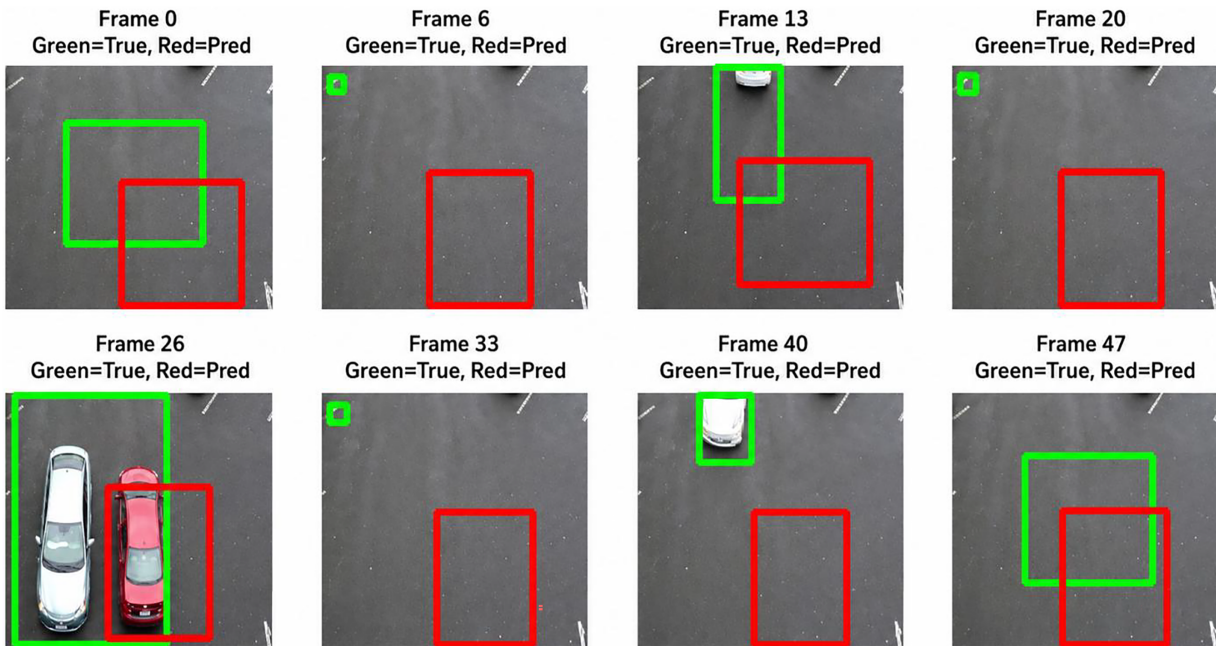 Frame 0
Green=True, Red=Pred
Frame 6
Green=True, Red=Pred
Frame 13
Green=True, Red=Pred
Frame 20
Green=True, Red=Pred
Frame 26
Green=True, Red=Pred
Frame 33
Green=True, Red=Pred
Frame 40
Green=True, Red=Pred
Frame 47
Green=True, Red=Pred